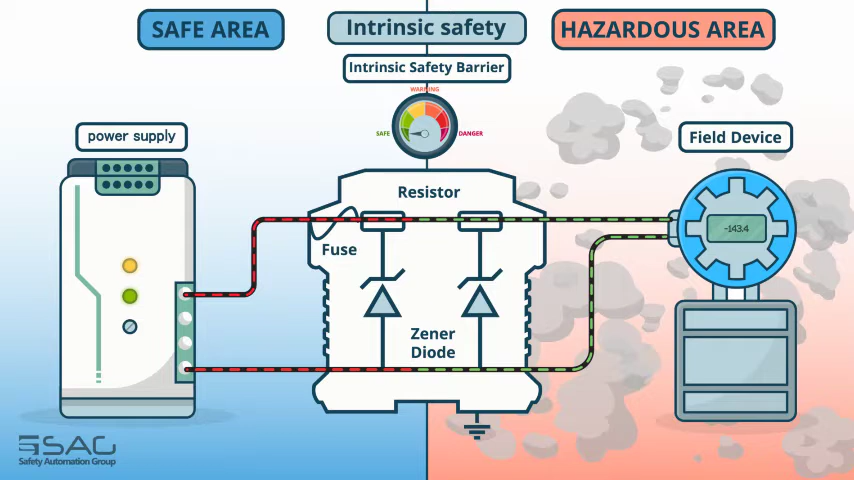 SAFE AREA
Intrinsic safety
HAZARDOUS AREA
Intrinsic Safety Barrier
WARNING
SAFE
DANGER
power supply
Field Device
Resistor
Fuse
-143.4
Zener
Diode
SAG
Safety Automation Group